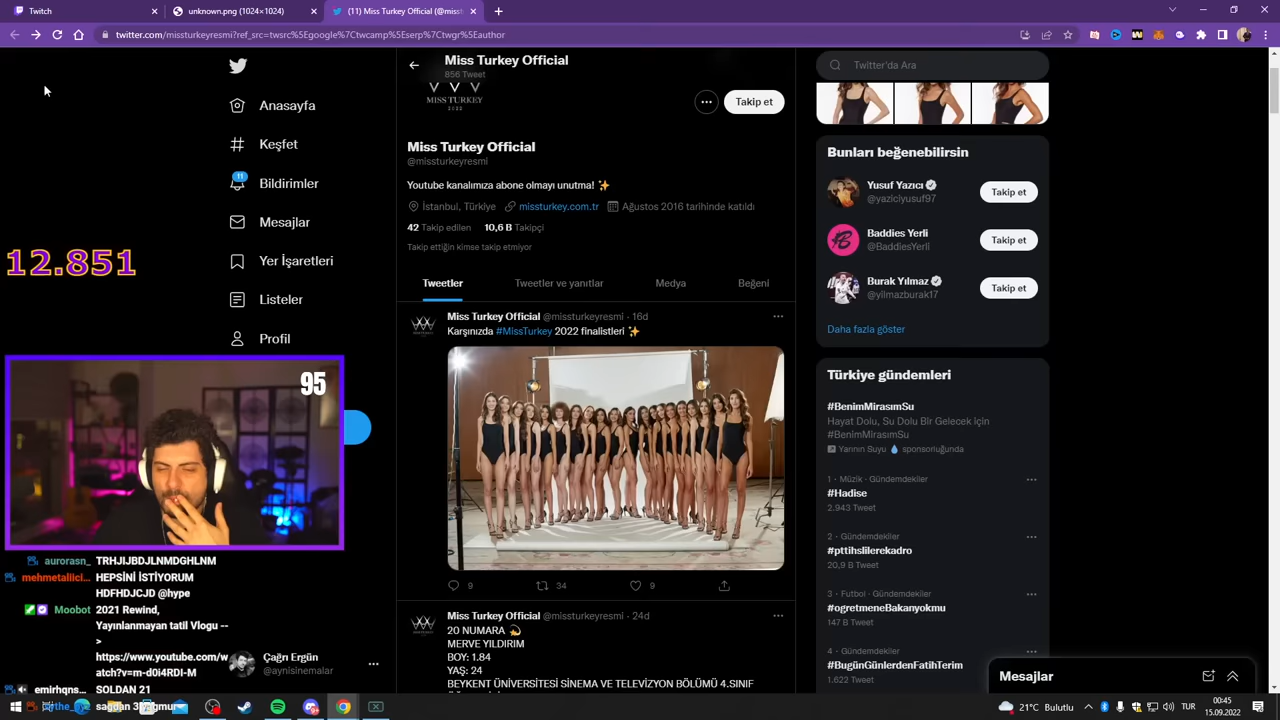 Twitch
unknown.png (1024×1024)
Miss Turkey Official (@missturkey
twitter.com/missturkeyresmi?ref_src=twsrc%5Egoogle%7Ctwcamp%5Eserp%7Ctwgr%5Eauthor
Anasayfa
Keşfet
11
Bildirimler
Mesajlar
Yer İşaretleri
Listeler
Profil
Çağrı Ergün
@aynisinemalar
12.851
95
aurorasn_ TRHJIJBDJLNMDGHLNM
mehmetaliici... HEPSİNİ İSTİYORUM
HDFHDJCJD @hype
Moobot 2021 Rewind,
Yayınlanmayan tatil Vlogu --
>
https://www.youtube.com/w
atch?v=m-d0i4RDI-M
emirhqns... SOLDAN 21
Miss Turkey Official
856 Tweet
MISS TURKEY
2022
Takip et
Miss Turkey Official
@missturkeyresmi
Youtube kanalımıza abone olmayı unutma! ✨
İstanbul, Türkiye missturkey.com.tr Ağustos 2016 tarihinde katıldı
42 Takip edilen 10,6 B Takipçi
Takip ettiğin kimse takip etmiyor
Tweetler Tweetler ve yanıtlar Medya Beğeni
Miss Turkey Official @missturkeyresmi · 16d
Karşınızda #MissTurkey 2022 finalistleri ✨
9 34 9
Miss Turkey Official @missturkeyresmi · 24d
20 NUMARA 💫
MERVE YILDIRIM
BOY: 1.84
YAŞ: 24
BEYKENT ÜNİVERSİTESİ SİNEMA VE TELEVİZYON BÖLÜMÜ 4.SINIF
Twitter'da Ara
Bunları beğenebilirsin
Yusuf Yazıcı
@yaziciyusuf97
Takip et
Baddies Yerli
@BaddiesYerli
Takip et
Burak Yılmaz
@yilmazburak17
Takip et
Daha fazla göster
Türkiye gündemleri
#BenimMirasımSu
Hayat Dolu, Su Dolu Bir Gelecek için
#BenimMirasımSu
Yarının Suyu 💧 sponsorluğunda
1 · Müzik · Gündemdekiler
#Hadise
2.943 Tweet
2 · Gündemdekiler
#pttihslilerekadro
20,9 B Tweet
3 · Futbol · Gündemdekiler
#ogretmeneBakanyokmu
147 B Tweet
4 · Gündemdekiler
#BugünGünlerdenFatihTerim
1.622 Tweet
Mesajlar
21°C Bulutlu
TUR
00:45
15.09.2022